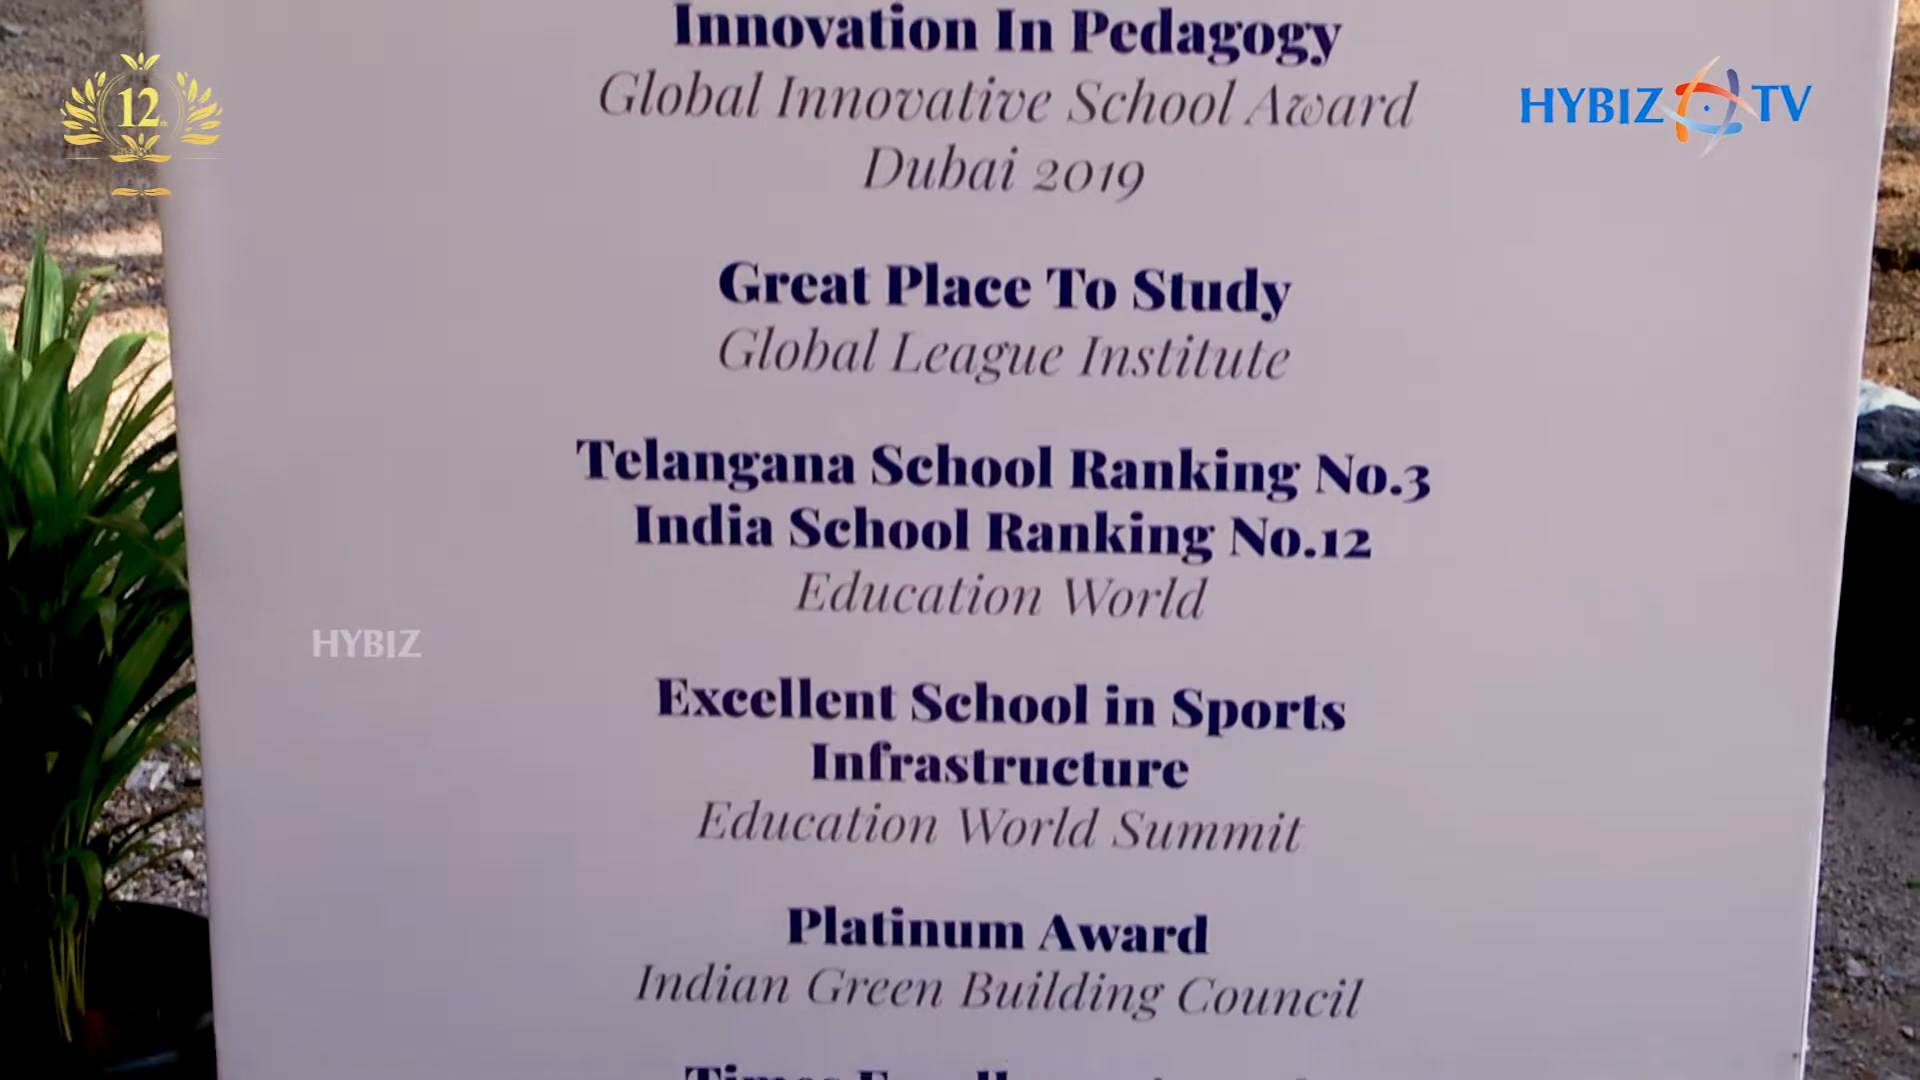 Innovation In Pedagogy
Global Innovative School Award
Dubai 2019
12
HYBIZ TV
Great Place To Study
Global League Institute
Telangana School Ranking No.3
India School Ranking No.12
Education World
HYBIZ
Excellent School in Sports
Infrastructure
Education World Summit
Platinum Award
Indian Green Building Council